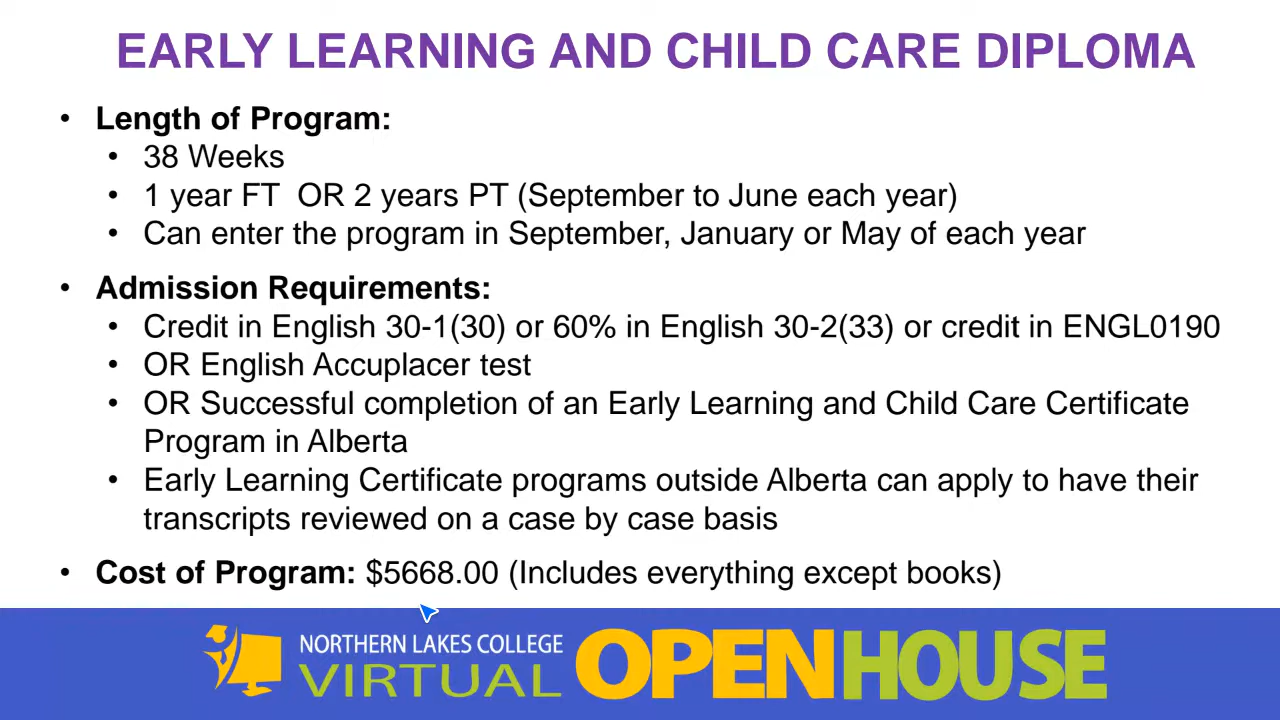 EARLY LEARNING AND CHILD CARE DIPLOMA
• Length of Program:
• 38 Weeks
• 1 year FT  OR 2 years PT (September to June each year)
• Can enter the program in September, January or May of each year
• Admission Requirements:
• Credit in English 30-1(30) or 60% in English 30-2(33) or credit in ENGL0190
• OR English Accuplacer test
• OR Successful completion of an Early Learning and Child Care Certificate
Program in Alberta
• Early Learning Certificate programs outside Alberta can apply to have their
transcripts reviewed on a case by case basis
• Cost of Program: $5668.00 (Includes everything except books)
NORTHERN LAKES COLLEGE
VIRTUAL OPENHOUSE